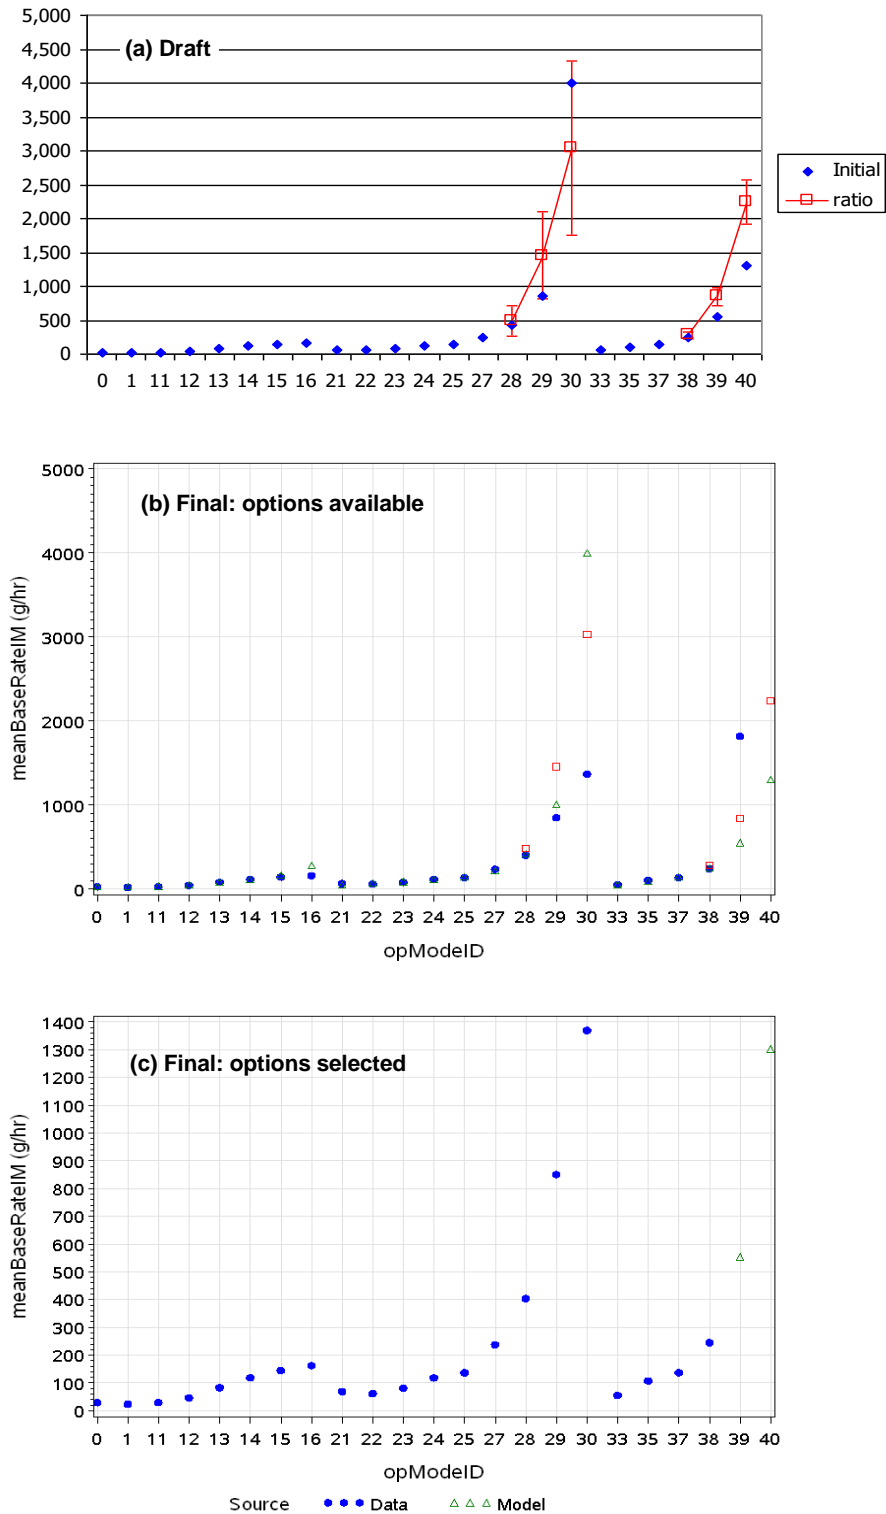 5,000
4,500
4,000
3,500
3,000
2,500
2,000
1,500
1,000
500
0
(a) Draft
0 1 11 12 13 14 15 16 21 22 23 24 25 27 28 29 30 33 35 37 38 39 40
Initial
ratio
5000
4000
3000
2000
1000
0
meanBaseRateIM (g/hr)
(b) Final: options available
0 1 11 12 13 14 15 16 21 22 23 24 25 27 28 29 30 33 35 37 38 39 40
opModeID
1400
1300
1200
1100
1000
900
800
700
600
500
400
300
200
100
0
meanBaseRateIM (g/hr)
(c) Final: options selected
0 1 11 12 13 14 15 16 21 22 23 24 25 27 28 29 30 33 35 37 38 39 40
opModeID
Source Data Model